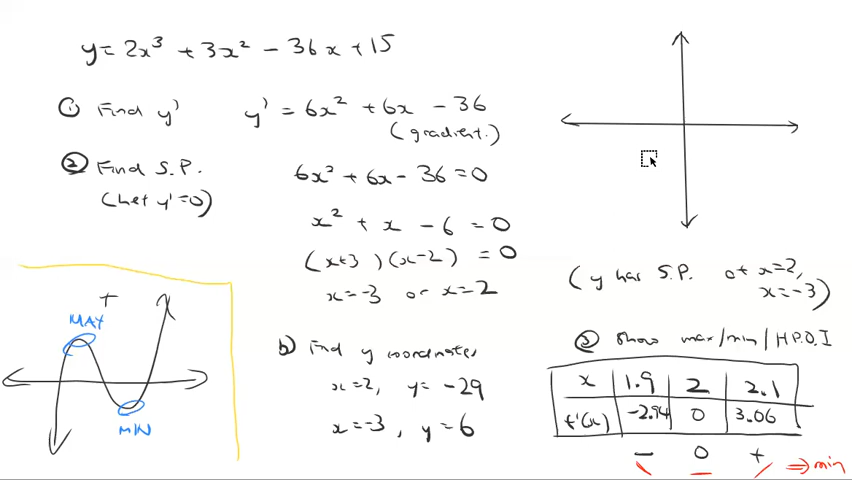 y = 2x³ + 3x² - 36x + 15
① Find y' y' = 6x² + 6x - 36
(gradient.)
② Find S.P. 6x² + 6x - 36 = 0
(Let y'=0)
x² + x - 6 = 0
(x+3)(x-2) = 0
x=-3 or x=2
(y has S.P. at x=2,
x=-3)
+
MAX
MIN
b) Find y coordinates
x=2, y= -29
x=-3, y=6
③ Show max/min/H.P.O.I
x 1.9 2 2.1
f'(x) -2.94 0 3.06
- 0 +
⇒ min